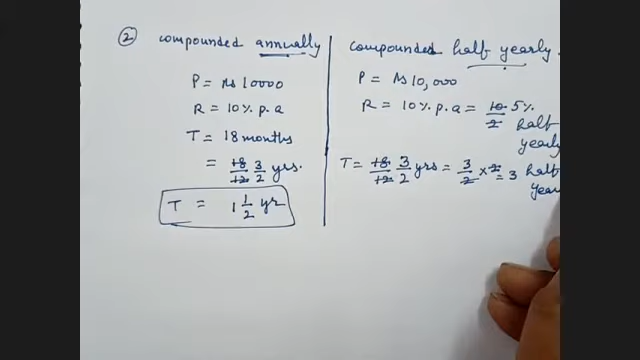 ② compounded annually
P = Rs 10000
R = 10% p.a
T = 18 months
= 18/12 3/2 yrs.
T = 1 1/2 yr
compounded half yearly.
P = Rs 10,000
R = 10% p.a = 10/2 5% half yearly
T = 18/12 3/2 yrs = 3/2 × 2 = 3 half year